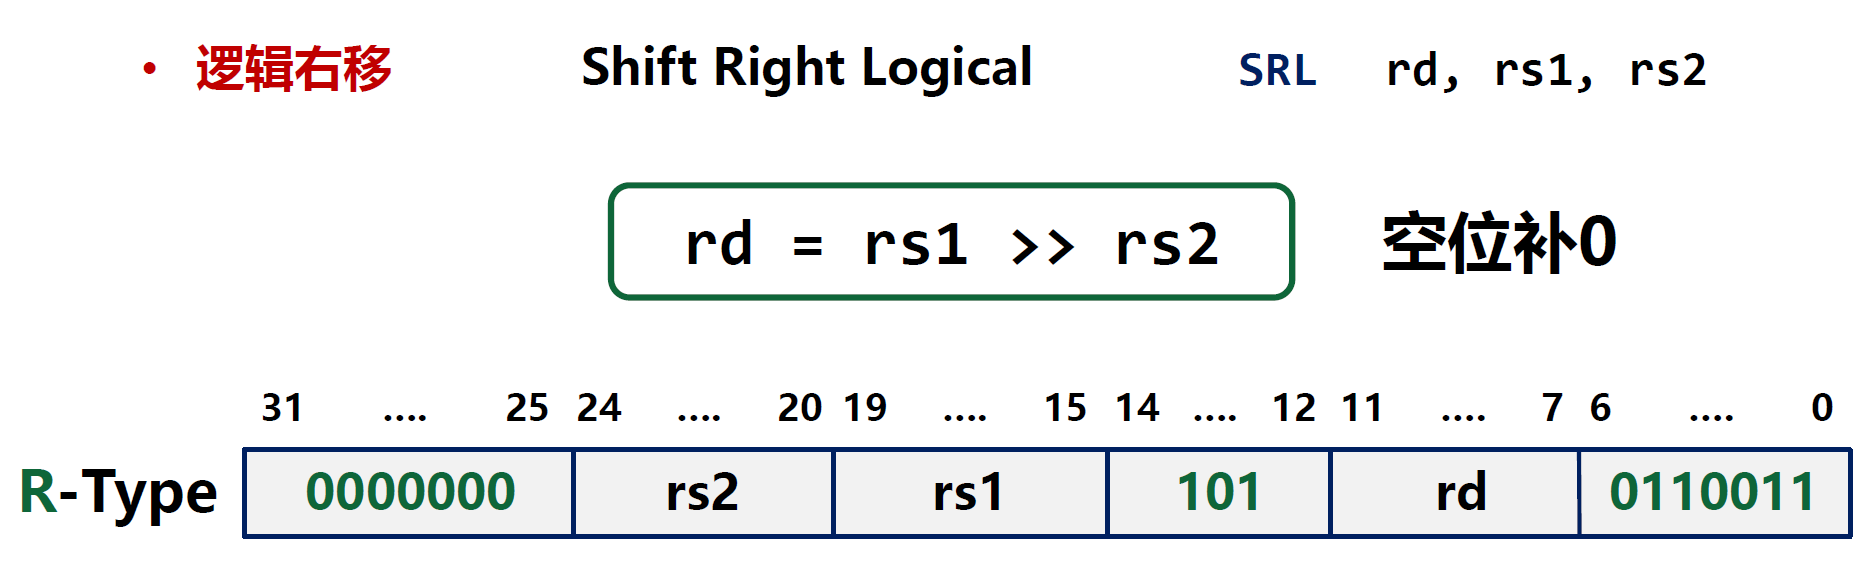 • 逻辑右移 Shift Right Logical SRL rd, rs1, rs2
rd = rs1 >> rs2 空位补0
31 .... 25 24 .... 20 19 .... 15 14 .... 12 11 .... 7 6 .... 0
R-Type 0000000 rs2 rs1 101 rd 0110011